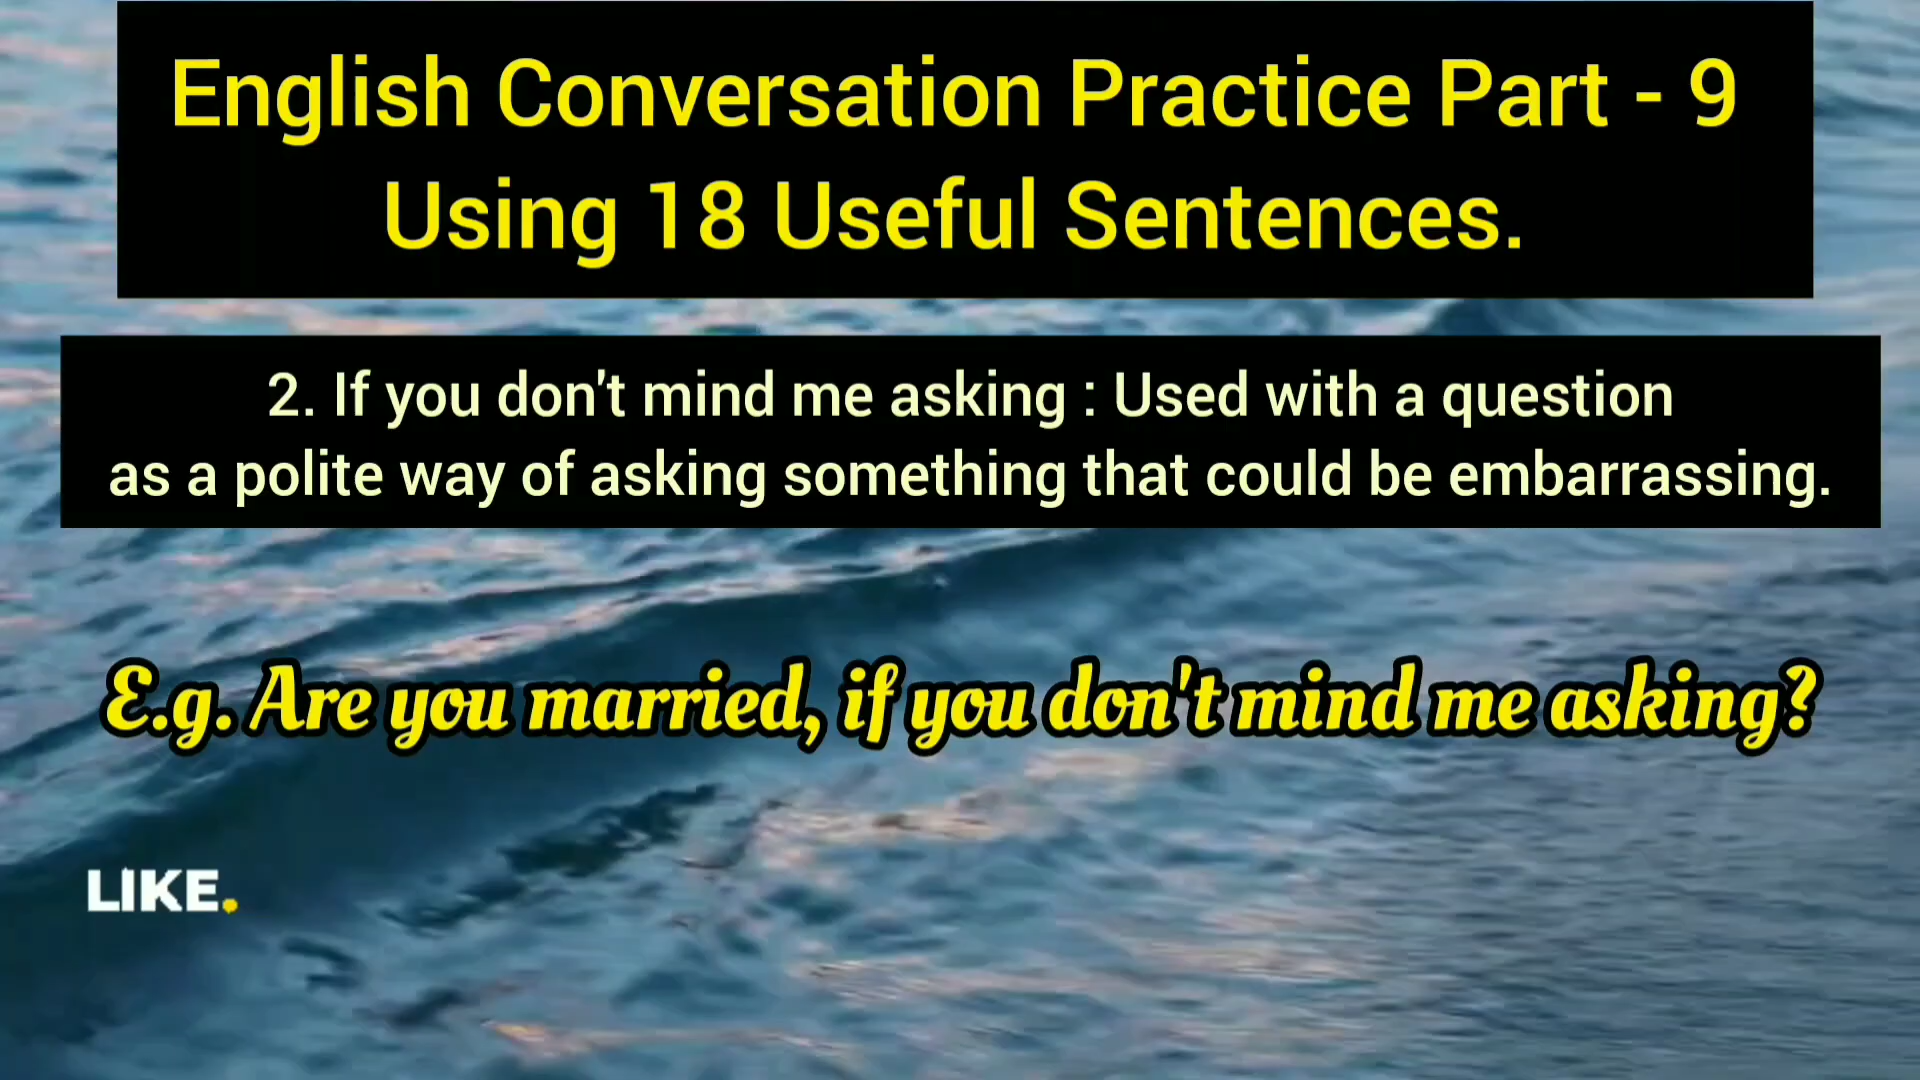 English Conversation Practice Part - 9
Using 18 Useful Sentences.
2. If you don't mind me asking : Used with a question
as a polite way of asking something that could be embarrassing.
E.g. Are you married, if you don't mind me asking?
LIKE.